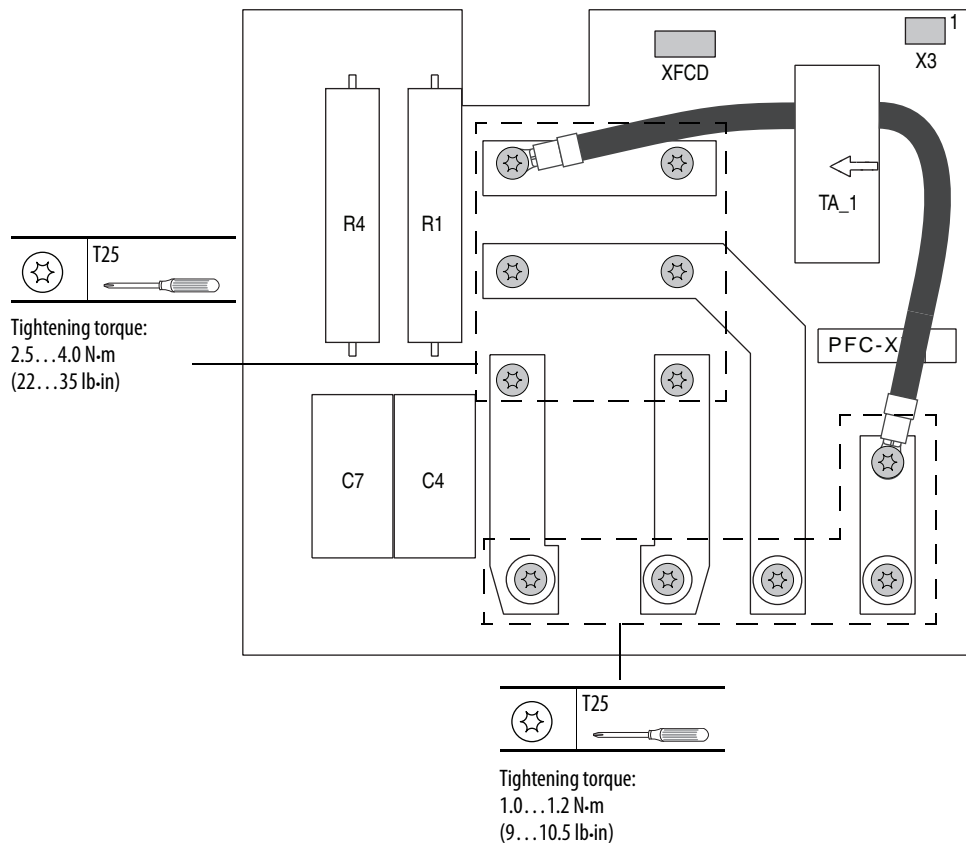 1
XFCD
X3
TA_1
R4
R1
T25
Tightening torque:
2.5…4.0 N•m
(22…35 lb•in)
PFC-X
C7
C4
T25
Tightening torque:
1.0…1.2 N•m
(9…10.5 lb•in)